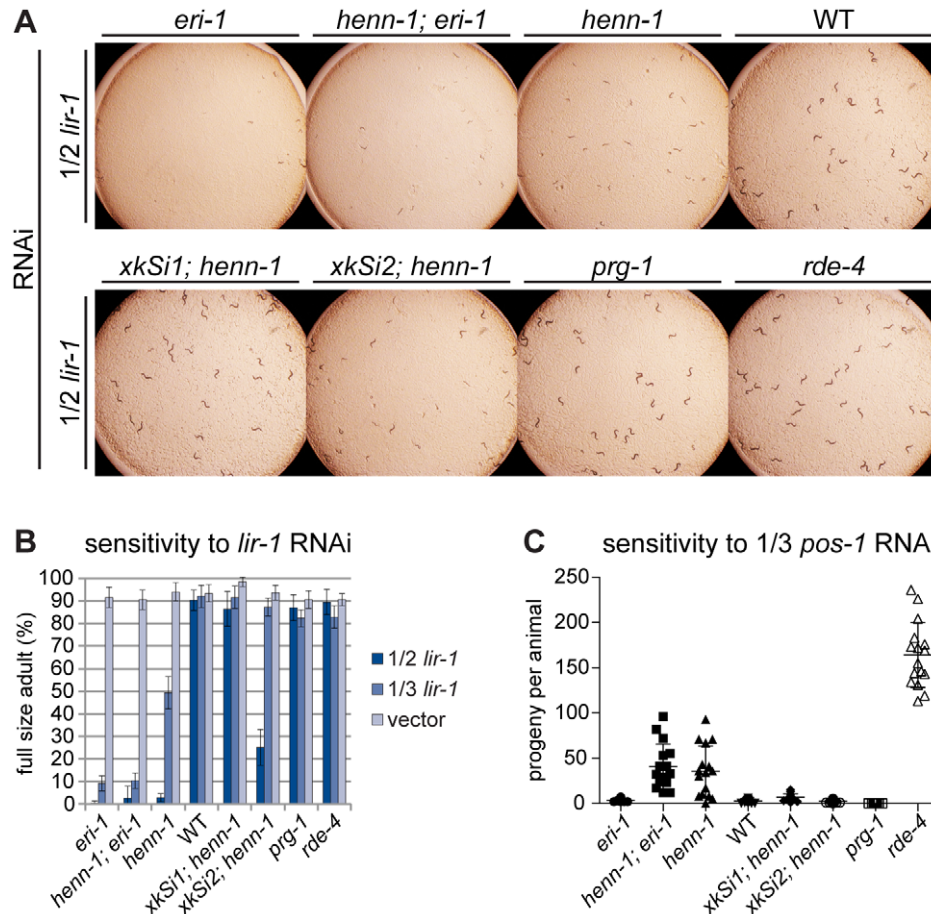 A
eri-1
henn-1; eri-1
henn-1
WT
RNAi
1/2 lir-1
xkSi1; henn-1
xkSi2; henn-1
prg-1
rde-4
1/2 lir-1
B sensitivity to lir-1 RNAi
full size adult (%)
100
90
80
70
60
50
40
30
20
10
0
eri-1
henn-1; eri-1
henn-1
WT
xkSi1; henn-1
xkSi2; henn-1
prg-1
rde-4
1/2 lir-1
1/3 lir-1
vector
C sensitivity to 1/3 pos-1 RNA
progeny per animal
250
200
150
100
50
0
eri-1
henn-1; eri-1
henn-1
WT
xkSi1; henn-1
xkSi2; henn-1
prg-1
rde-4